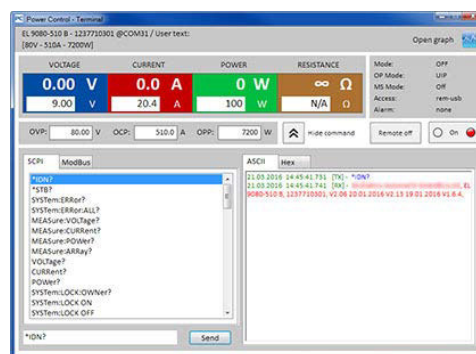 Power Control - Terminal
EL 9080-510 B - 1237710301 @COM31 / User text:
[80V - 510A - 7200W]
Open graph
VOLTAGE CURRENT POWER RESISTANCE
0.00 V 0.0 A 0 W ∞ Ω
9.00 V 20.4 A 100 W N/A Ω
Mode: OFF
OP Mode: UIP
MS Mode: Off
Access: rem-usb
Alarm: none
OVP: 80.00 V OCP: 510.0 A OPP: 7200 W Hide command Remote off On
SCPI ModBus
*IDN?
*STB?
SYSTem:ERRor?
SYSTem:ERRor:ALL?
MEASure:VOLTage?
MEASure:CURRent?
MEASure:POWer?
MEASure:ARRay?
VOLTage?
CURRent?
POWer?
SYSTem:LOCK:OWNer?
SYSTem:LOCK ON
SYSTem:LOCK OFF
*IDN? Send
ASCII Hex
21.03.2016 14:45:41.731 [TX] - *IDN?
21.03.2016 14:45:41.741 [RX] - EL
9080-510 B, 1237710301, V2.06 20.01.2016 V2.13 19.01.2016 V1.6.4,